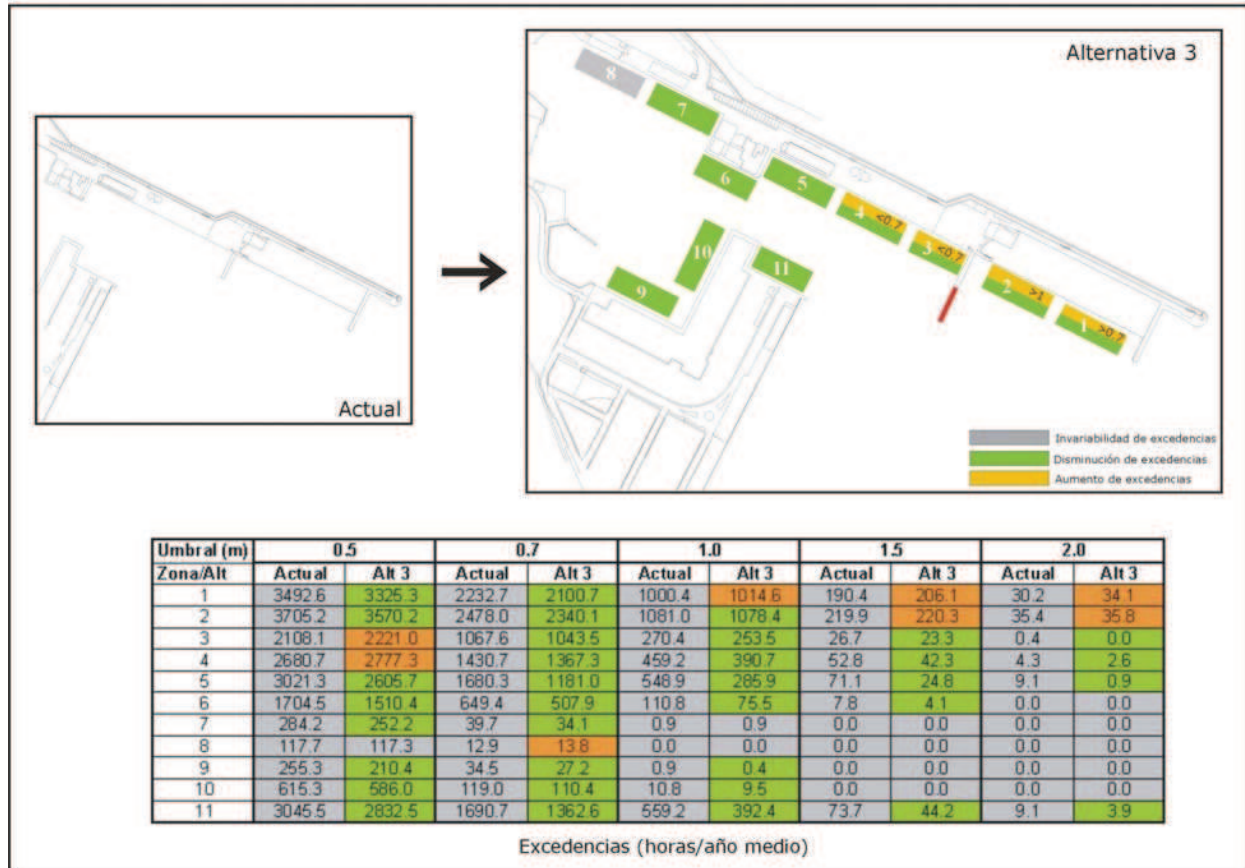 Alternativa 3
8
7
6
5
4 <0.7
3 <0.7
10
11
9
2 >1
1 >0.7
Actual
Invariabilidad de excedencias
Disminución de excedencias
Aumento de excedencias
Umbral (m) 0.5 0.7 1.0 1.5 2.0
Zona/Alt Actual Alt 3 Actual Alt 3 Actual Alt 3 Actual Alt 3 Actual Alt 3
1 3492.6 3325.3 2232.7 2100.7 1000.4 1014.6 190.4 206.1 30.2 34.1
2 3705.2 3570.2 2478.0 2340.1 1081.0 1078.4 219.9 220.3 35.4 35.8
3 2108.1 2221.0 1067.6 1043.5 270.4 253.5 26.7 23.3 0.4 0.0
4 2680.7 2777.3 1430.7 1367.3 459.2 390.7 52.8 42.3 4.3 2.6
5 3021.3 2605.7 1680.3 1181.0 548.9 285.9 71.1 24.8 9.1 0.9
6 1704.5 1510.4 649.4 507.9 110.8 75.5 7.8 4.1 0.0 0.0
7 284.2 252.2 39.7 34.1 0.9 0.9 0.0 0.0 0.0 0.0
8 117.7 117.3 12.9 13.8 0.0 0.0 0.0 0.0 0.0 0.0
9 255.3 210.4 34.5 27.2 0.9 0.4 0.0 0.0 0.0 0.0
10 615.3 586.0 119.0 110.4 10.8 9.5 0.0 0.0 0.0 0.0
11 3045.5 2832.5 1690.7 1362.6 559.2 392.4 73.7 44.2 9.1 3.9
Excedencias (horas/año medio)